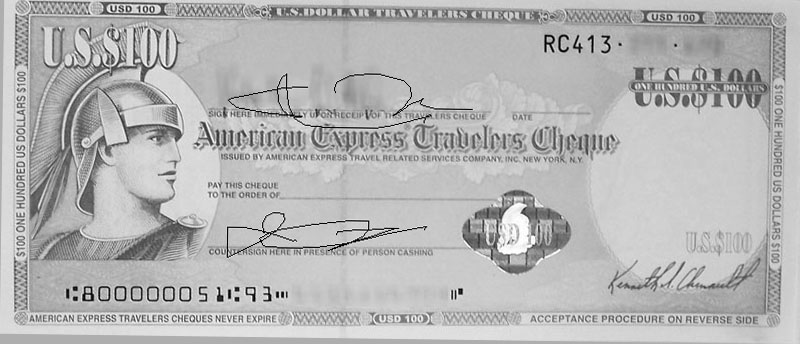 USD 100 U.S. DOLLAR TRAVELERS CHEQUE USD 100
U.S.$100
RC413
U.S.$100
ONE HUNDRED U.S. DOLLARS
SIGN HERE IMMEDIATELY UPON RECEIPT OF THIS TRAVELERS CHEQUE DATE
American Express Travelers Cheque
ISSUED BY AMERICAN EXPRESS TRAVEL RELATED SERVICES COMPANY, INC. NEW YORK, N.Y.
PAY THIS CHEQUE
TO THE ORDER OF
USD 100
U.S.$100
COUNTERSIGN HERE IN PRESENCE OF PERSON CASHING
Kenneth I. Chenault
⑆800000051⑆93⑈
AMERICAN EXPRESS TRAVELERS CHEQUES NEVER EXPIRE USD 100 ACCEPTANCE PROCEDURE ON REVERSE SIDE
$100 ONE HUNDRED US DOLLARS $100
$100 ONE HUNDRED US DOLLARS $100